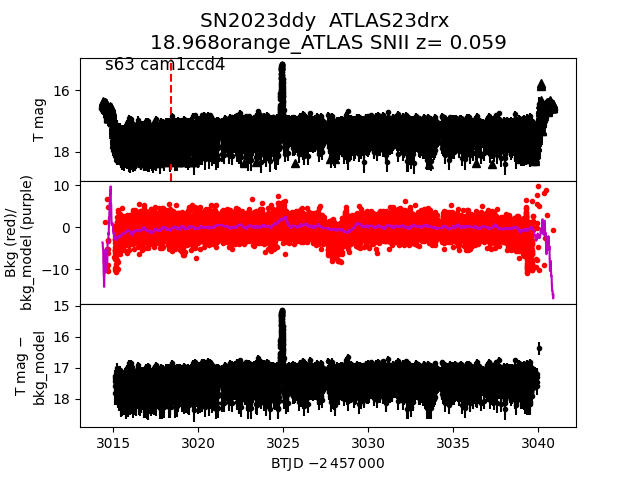 SN2023ddy  ATLAS23drx
18.968orange_ATLAS SNII z= 0.059
s63 cam1ccd4
T mag
16
18
Bkg (red)/
bkg_model (purple)
10
0
−10
T mag −
bkg_model
15
16
17
18
3015 3020 3025 3030 3035 3040
BTJD −2 457 000